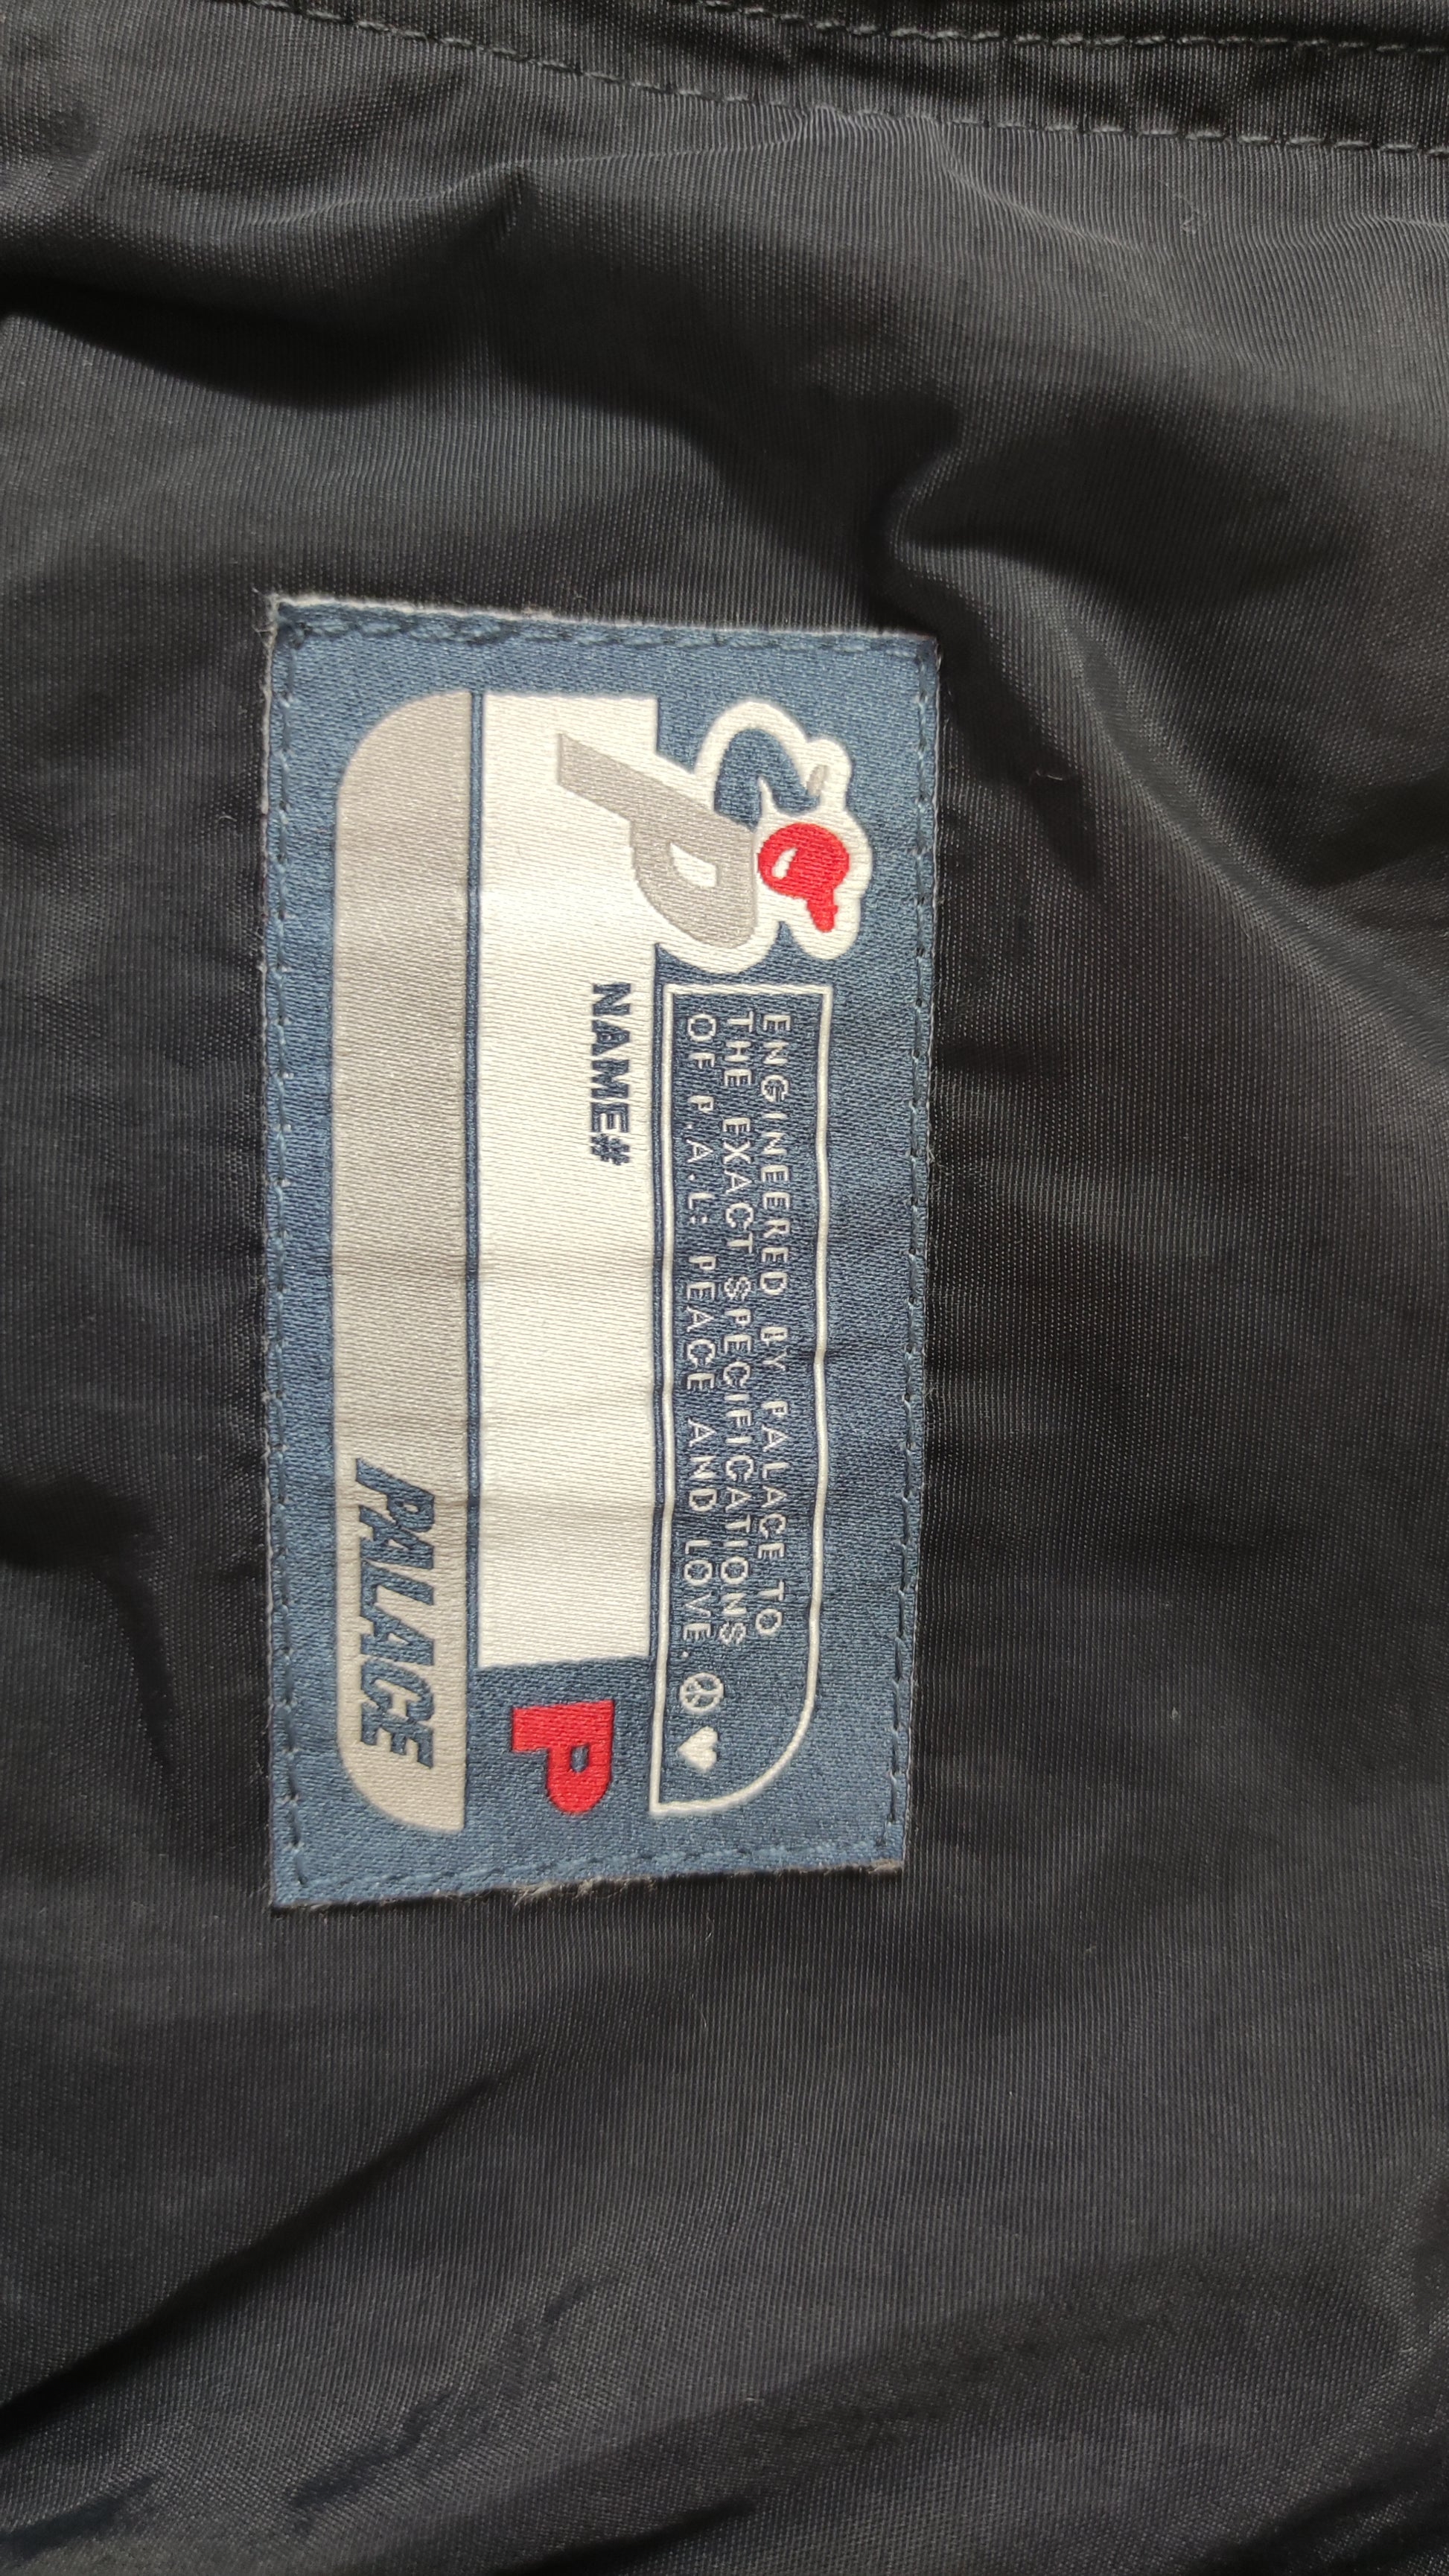 P
ENGINEERED BY PALACE TO
THE EXACT SPECIFICATIONS
OF P.A.L: PEACE AND LOVE.
NAME#
P
PALACE